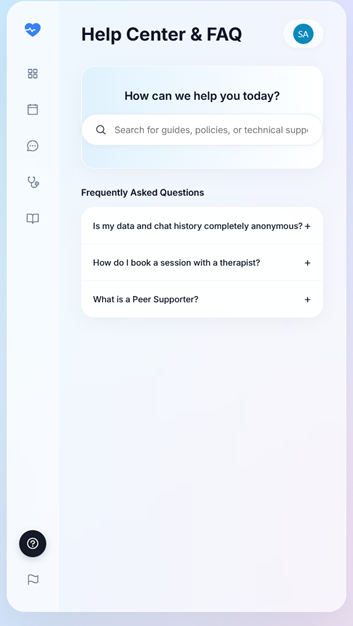 Help Center & FAQ
SA
How can we help you today?
Search for guides, policies, or technical suppo
Frequently Asked Questions
Is my data and chat history completely anonymous? +
How do I book a session with a therapist? +
What is a Peer Supporter? +